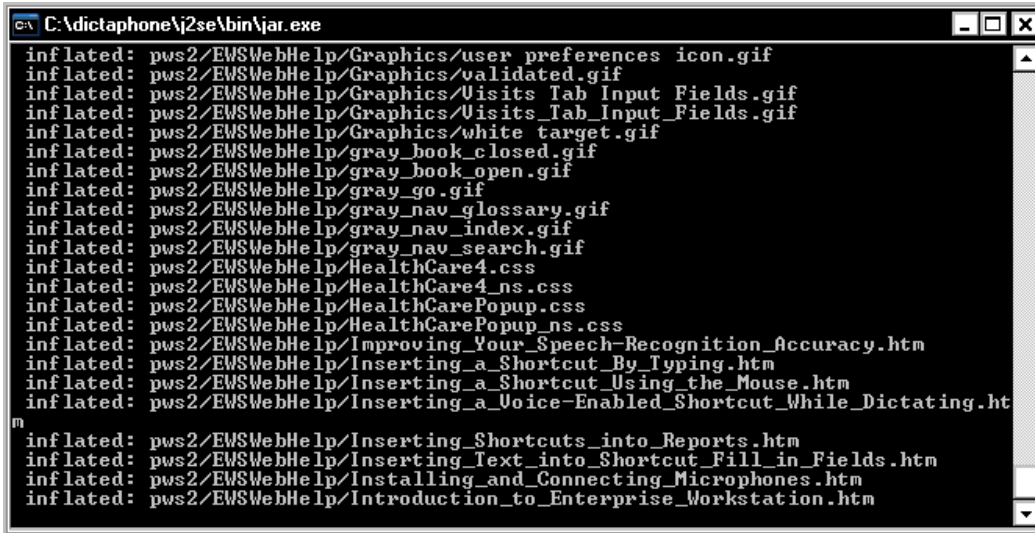 C:\dictaphone\j2se\bin\jar.exe
inflated: pws2/EWSWebHelp/Graphics/user preferences icon.gif
inflated: pws2/EWSWebHelp/Graphics/validated.gif
inflated: pws2/EWSWebHelp/Graphics/Visits Tab Input Fields.gif
inflated: pws2/EWSWebHelp/Graphics/Visits_Tab_Input_Fields.gif
inflated: pws2/EWSWebHelp/Graphics/white target.gif
inflated: pws2/EWSWebHelp/gray_book_closed.gif
inflated: pws2/EWSWebHelp/gray_book_open.gif
inflated: pws2/EWSWebHelp/gray_go.gif
inflated: pws2/EWSWebHelp/gray_nav_glossary.gif
inflated: pws2/EWSWebHelp/gray_nav_index.gif
inflated: pws2/EWSWebHelp/gray_nav_search.gif
inflated: pws2/EWSWebHelp/HealthCare4.css
inflated: pws2/EWSWebHelp/HealthCare4_ns.css
inflated: pws2/EWSWebHelp/HealthCarePopup.css
inflated: pws2/EWSWebHelp/HealthCarePopup_ns.css
inflated: pws2/EWSWebHelp/Improving_Your_Speech-Recognition_Accuracy.htm
inflated: pws2/EWSWebHelp/Inserting_a_Shortcut_By_Typing.htm
inflated: pws2/EWSWebHelp/Inserting_a_Shortcut_Using_the_Mouse.htm
inflated: pws2/EWSWebHelp/Inserting_a_Voice-Enabled_Shortcut_While_Dictating.ht
m
inflated: pws2/EWSWebHelp/Inserting_Shortcuts_into_Reports.htm
inflated: pws2/EWSWebHelp/Inserting_Text_into_Shortcut_Fill_in_Fields.htm
inflated: pws2/EWSWebHelp/Installing_and_Connecting_Microphones.htm
inflated: pws2/EWSWebHelp/Introduction_to_Enterprise_Workstation.htm